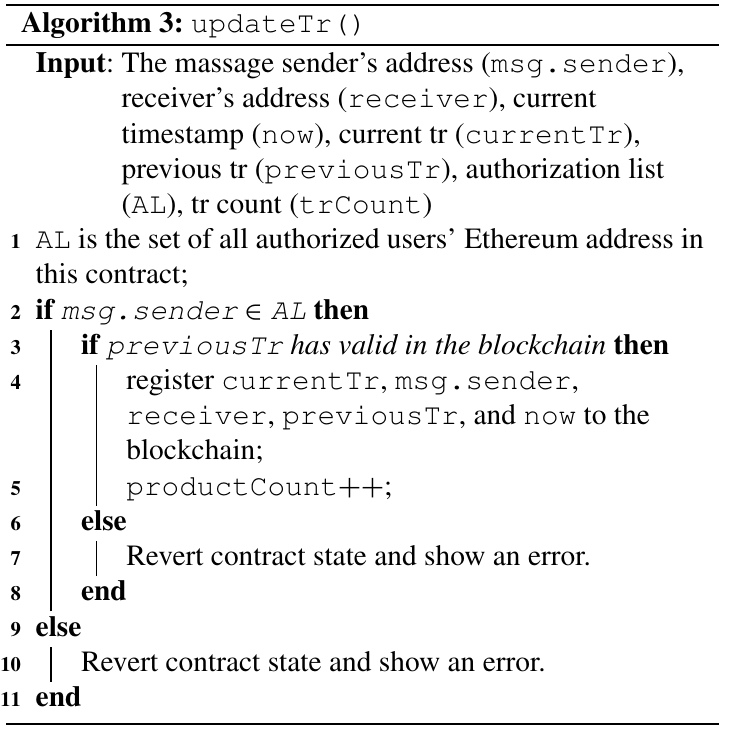 Algorithm 3: updateTr()
Input: The massage sender's address (msg.sender),
receiver's address (receiver), current
timestamp (now), current tr (currentTr),
previous tr (previousTr), authorization list
(AL), tr count (trCount)
1 AL is the set of all authorized users' Ethereum address in
this contract;
2 if msg.sender ∈ AL then
3 if previousTr has valid in the blockchain then
4 register currentTr, msg.sender,
receiver, previousTr, and now to the
blockchain;
5 productCount++;
6 else
7 Revert contract state and show an error.
8 end
9 else
10 Revert contract state and show an error.
11 end